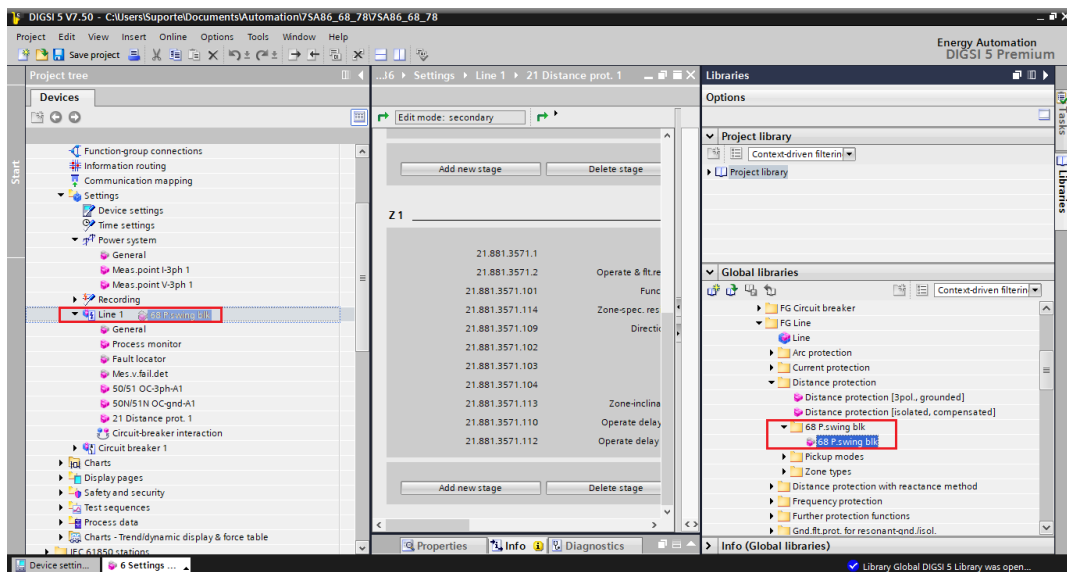 DIGSI 5 V7.50 - C:\Users\Suporte\Documents\Automation\7SA86_68_78\7SA86_68_78
Project Edit View Insert Online Options Tools Window Help
Save project
Energy Automation
DIGSI 5 Premium
Start
Project tree
Devices
Function-group connections
Information routing
Communication mapping
Settings
Device settings
Time settings
Power system
General
Meas.point I-3ph 1
Meas.point V-3ph 1
Recording
Line 1 68 P.swing blk
General
Process monitor
Fault locator
Mes.v.fail.det
50/51 OC-3ph-A1
50N/51N OC-gnd-A1
21 Distance prot. 1
Circuit-breaker interaction
Circuit breaker 1
Charts
Display pages
Safety and security
Test sequences
Process data
Charts - Trend/dynamic display & force table
IEC 61850 stations
...l6 Settings Line 1 21 Distance prot. 1
Edit mode: secondary
Add new stage Delete stage
Z 1
21.881.3571.1
21.881.3571.2 Operate & flt.re
21.881.3571.101 Func
21.881.3571.114 Zone-spec. res
21.881.3571.109 Directio
21.881.3571.102
21.881.3571.103
21.881.3571.104
21.881.3571.113 Zone-inclina
21.881.3571.110 Operate delay
21.881.3571.112 Operate delay
Add new stage Delete stage
Properties Info Diagnostics
Libraries
Options
Project library
Context-driven filterin
Project library
Global libraries
Context-driven filterin
FG Circuit breaker
FG Line
Line
Arc protection
Current protection
Distance protection
Distance protection [3pol., grounded]
Distance protection [isolated, compensated]
68 P.swing blk
68 P.swing blk
Pickup modes
Zone types
Distance protection with reactance method
Frequency protection
Further protection functions
Gnd.flt.prot. for resonant-gnd./isol.
Info (Global libraries)
Tasks
Libraries
Device settin...
6 Settings ...
Library Global DIGSI 5 Library was open...